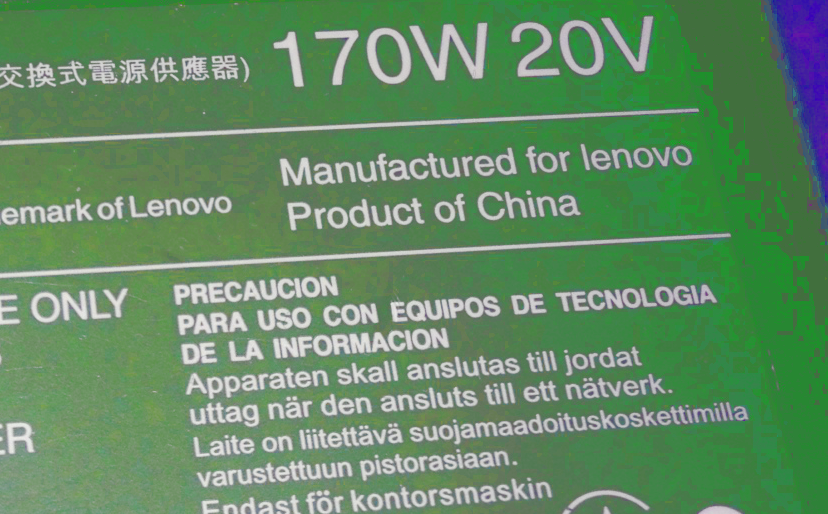 交換式電源供應器) 170W 20V
Manufactured for lenovo
of Lenovo
Product of China
ONLY
PRECAUCION
PARA USO CON EQUIPOS DE TECNOLOGIA
DE LA INFORMACION
Apparaten skall anslutas till jordat
uttag när den ansluts till ett nätverk.
Laite on liitettävä suojamaadoituskoskettimilla
varustettuun pistorasiaan.
Endast för kontorsmaskin